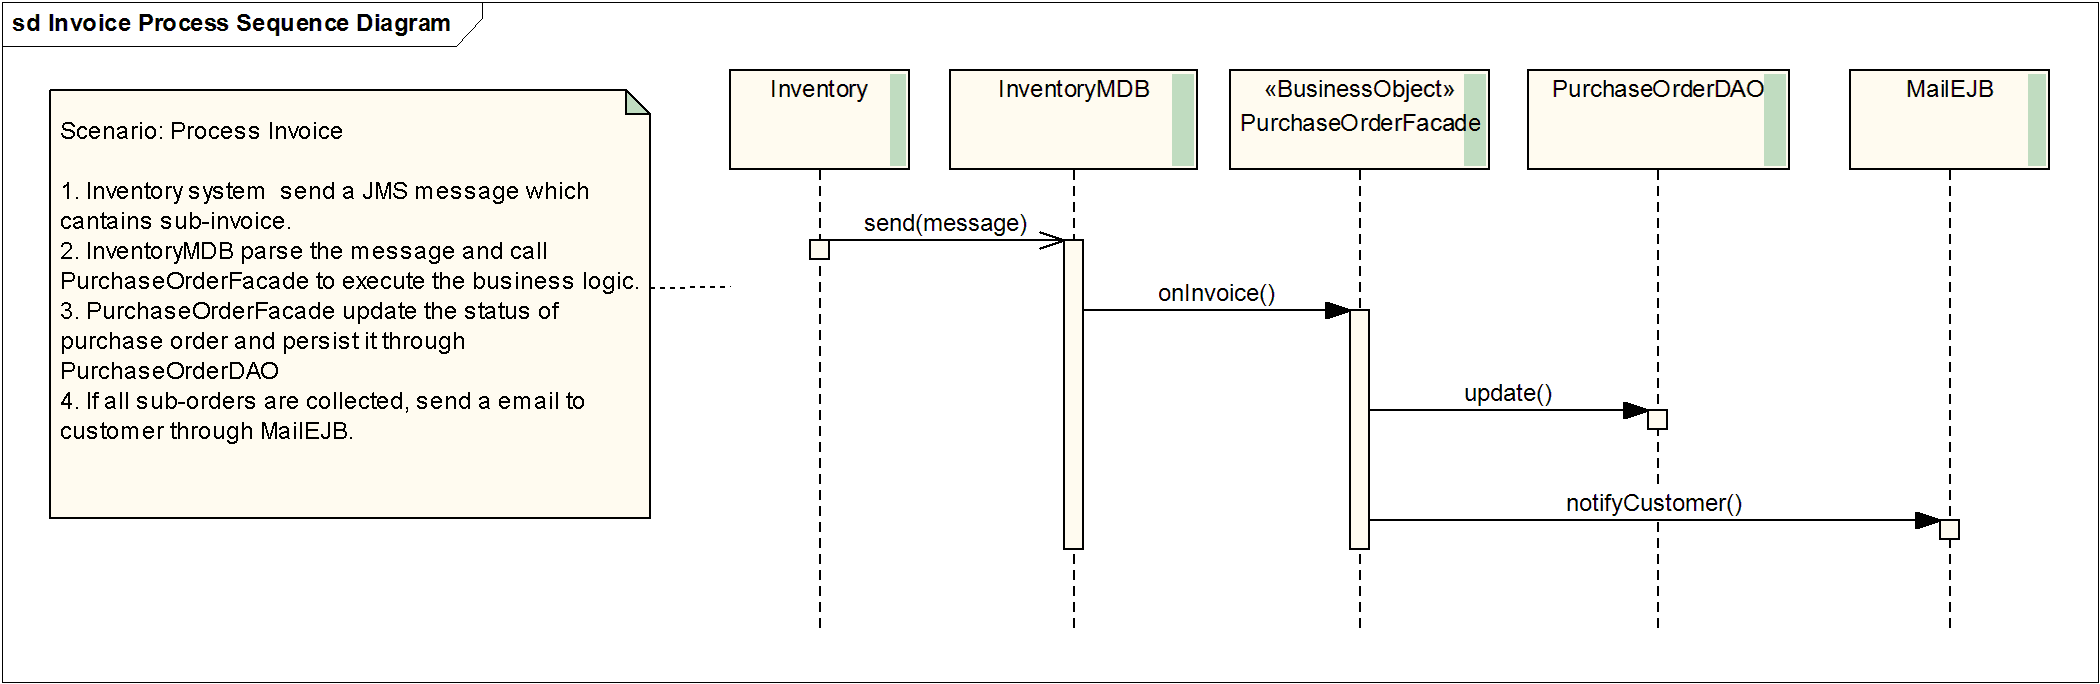 sd Invoice Process Sequence Diagram
Scenario: Process Invoice
1. Inventory system  send a JMS message which
cantains sub-invoice.
2. InventoryMDB parse the message and call
PurchaseOrderFacade to execute the business logic.
3. PurchaseOrderFacade update the status of
purchase order and persist it through
PurchaseOrderDAO
4. If all sub-orders are collected, send a email to
customer through MailEJB.
Inventory
InventoryMDB
«BusinessObject»
PurchaseOrderFacade
PurchaseOrderDAO
MailEJB
send(message)
onInvoice()
update()
notifyCustomer()